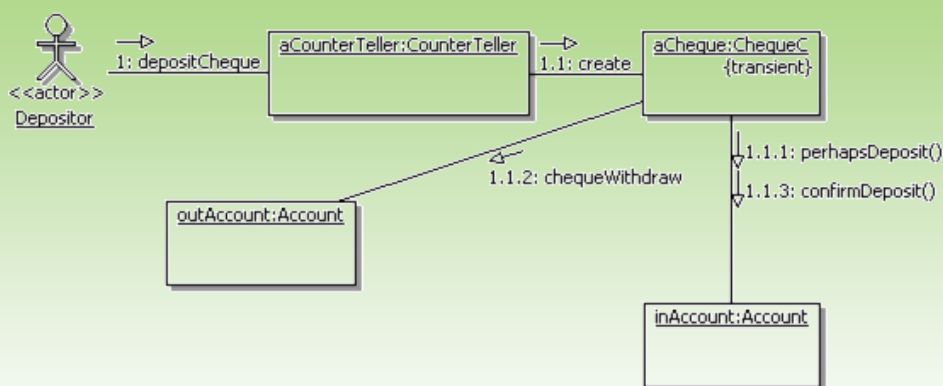 aCounterTeller:CounterTeller
aCheque:ChequeC
{transient}
1: depositCheque
1.1: create
<<actor>>
Depositor
1.1.1: perhapsDeposit()
1.1.2: chequeWithdraw
1.1.3: confirmDeposit()
outAccount:Account
inAccount:Account